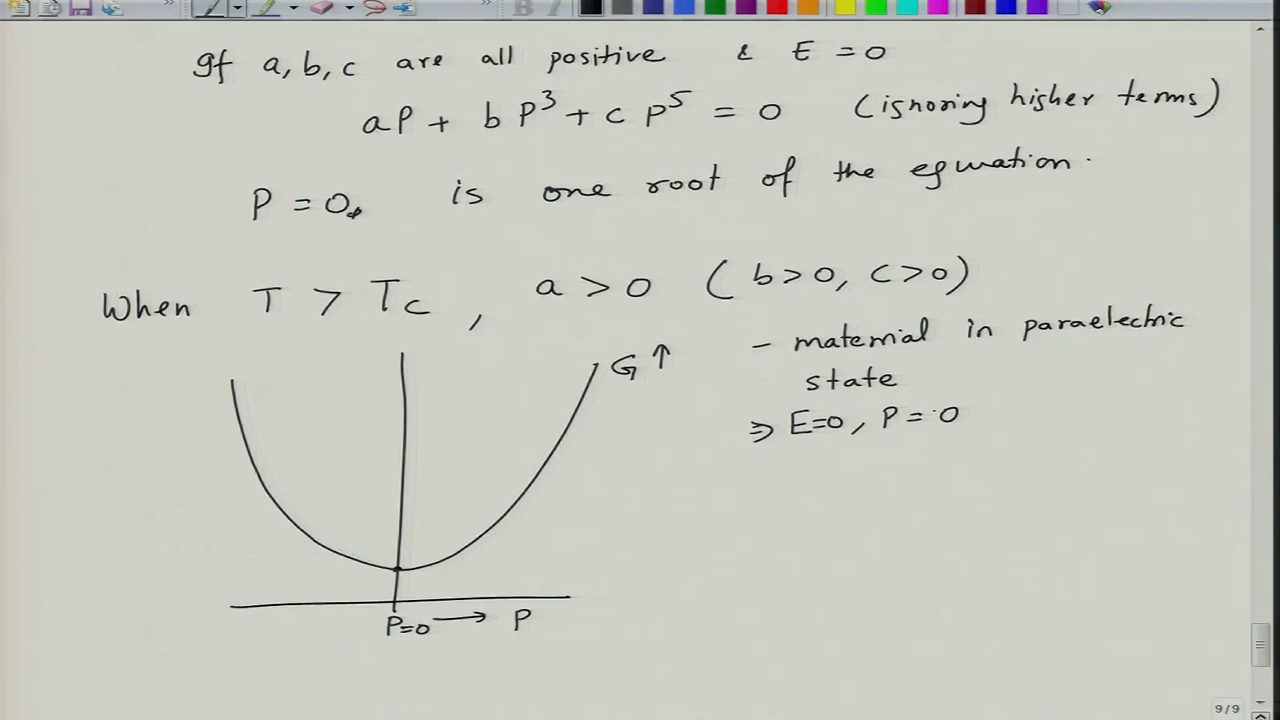 If a, b, c are all positive & E = 0
aP + bP³ + cP⁵ = 0 (ignoring higher terms)
P = 0. is one root of the equation.
When T > Tc , a > 0 (b>0, c>0)
- material in paraelectric
state
⇒ E=0, P = 0
G ↑
P=0 → P
9/9